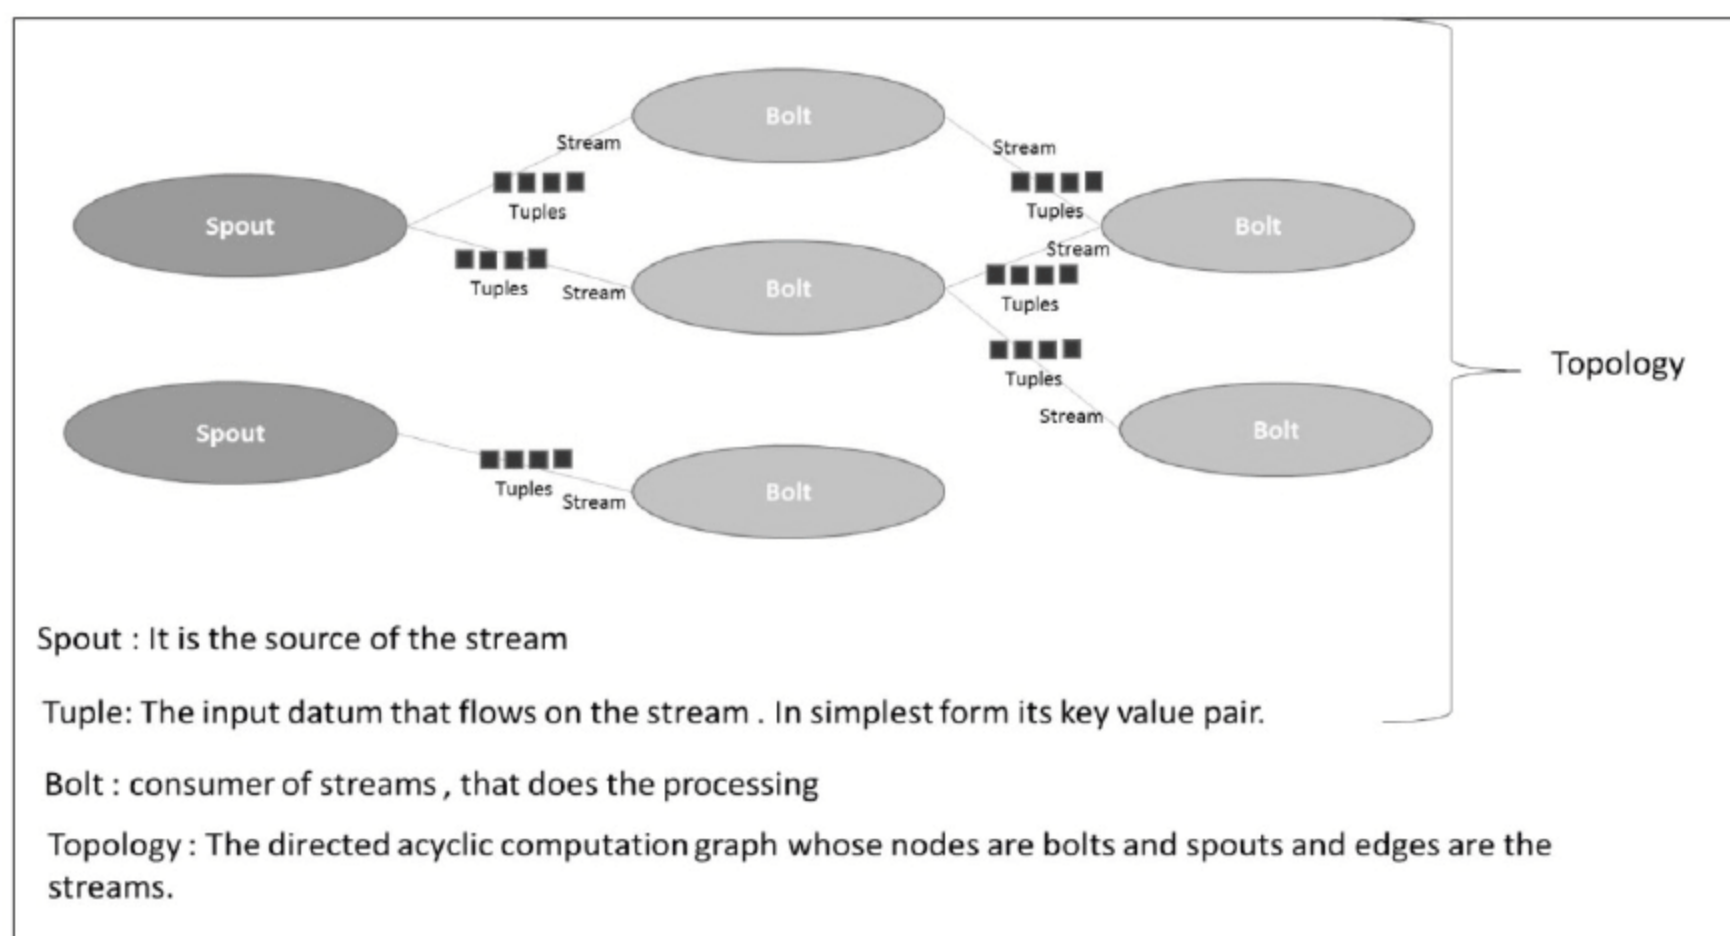 Bolt
Stream
Stream
Tuples
Tuples
Spout
Bolt
Stream
Tuples
Stream
Bolt
Tuples
Topology
Tuples
Stream
Spout
Bolt
Tuples
Stream
Bolt
Spout : It is the source of the stream
Tuple: The input datum that flows on the stream . In simplest form its key value pair.
Bolt : consumer of streams , that does the processing
Topology : The directed acyclic computation graph whose nodes are bolts and spouts and edges are the
streams.